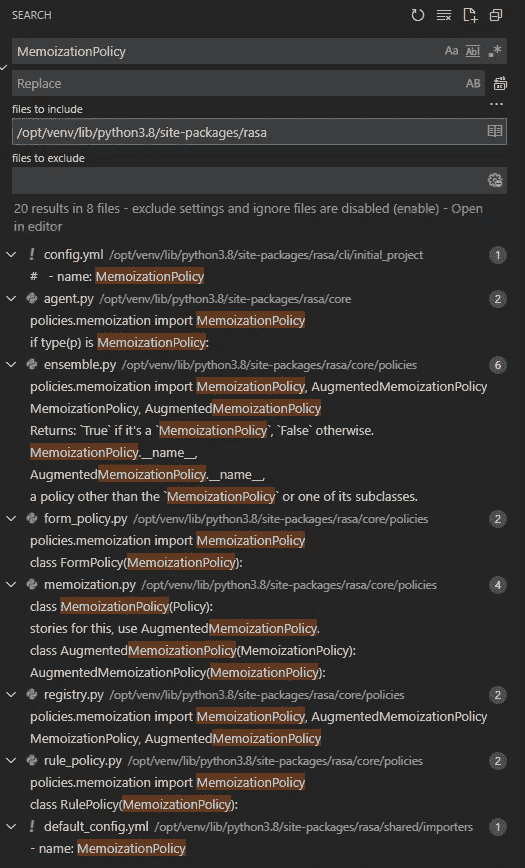 SEARCH
MemoizationPolicy Aa Abl .*
Replace AB
files to include ...
/opt/venv/lib/python3.8/site-packages/rasa
files to exclude
20 results in 8 files - exclude settings and ignore files are disabled (enable) - Open
in editor
! config.yml /opt/venv/lib/python3.8/site-packages/rasa/cli/initial_project 1
# - name: MemoizationPolicy
agent.py /opt/venv/lib/python3.8/site-packages/rasa/core 2
policies.memoization import MemoizationPolicy
if type(p) is MemoizationPolicy:
ensemble.py /opt/venv/lib/python3.8/site-packages/rasa/core/policies 6
policies.memoization import MemoizationPolicy, AugmentedMemoizationPolicy
MemoizationPolicy, AugmentedMemoizationPolicy
Returns: `True` if it's a `MemoizationPolicy`, `False` otherwise.
MemoizationPolicy.__name__,
AugmentedMemoizationPolicy.__name__,
a policy other than the `MemoizationPolicy` or one of its subclasses.
form_policy.py /opt/venv/lib/python3.8/site-packages/rasa/core/policies 2
policies.memoization import MemoizationPolicy
class FormPolicy(MemoizationPolicy):
memoization.py /opt/venv/lib/python3.8/site-packages/rasa/core/policies 4
class MemoizationPolicy(Policy):
stories for this, use AugmentedMemoizationPolicy.
class AugmentedMemoizationPolicy(MemoizationPolicy):
AugmentedMemoizationPolicy(MemoizationPolicy):
registry.py /opt/venv/lib/python3.8/site-packages/rasa/core/policies 2
policies.memoization import MemoizationPolicy, AugmentedMemoizationPolicy
MemoizationPolicy, AugmentedMemoizationPolicy
rule_policy.py /opt/venv/lib/python3.8/site-packages/rasa/core/policies 2
policies.memoization import MemoizationPolicy
class RulePolicy(MemoizationPolicy):
! default_config.yml /opt/venv/lib/python3.8/site-packages/rasa/shared/importers 1
- name: MemoizationPolicy